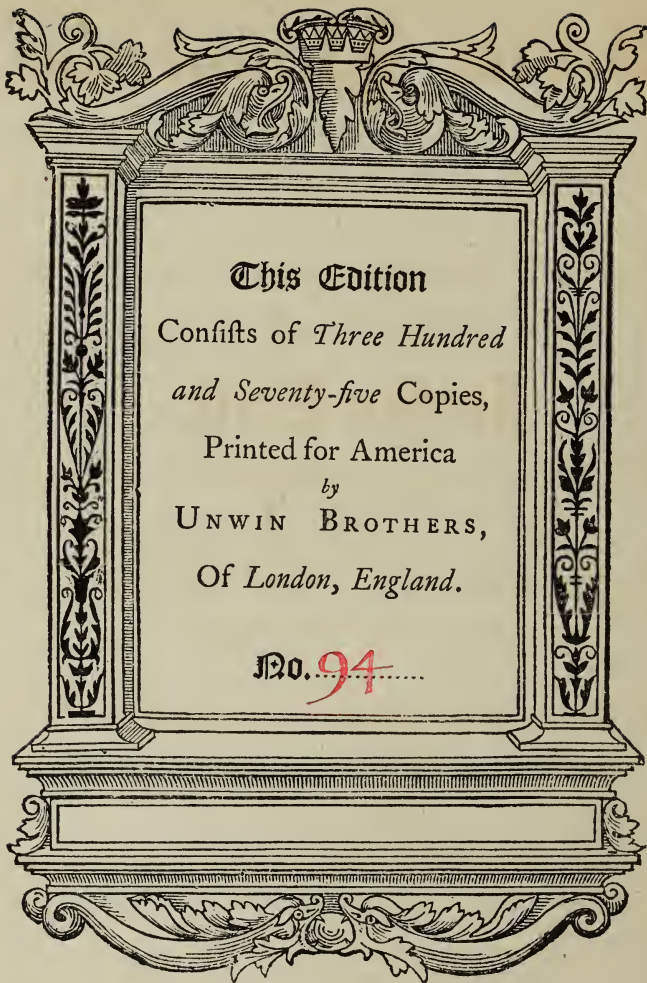 This Edition
Conſiſts of Three Hundred
and Seventy-five Copies,
Printed for America
by
UNWIN BROTHERS,
Of London, England.
No. 94